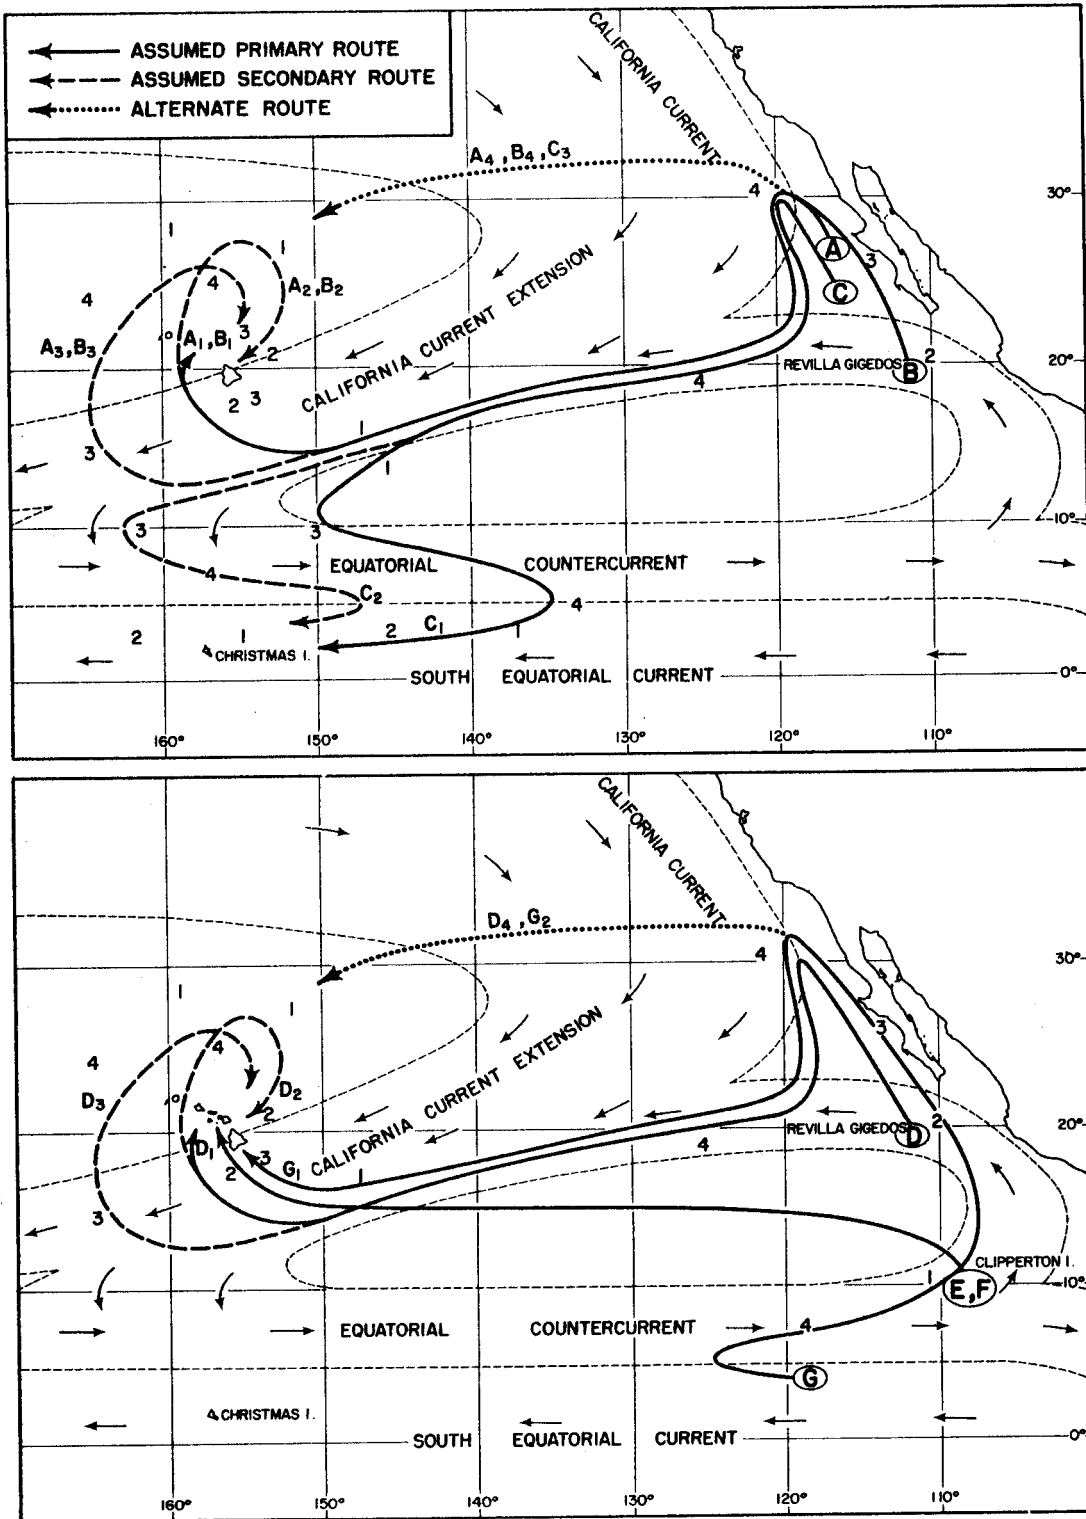 ASSUMED PRIMARY ROUTE
ASSUMED SECONDARY ROUTE
ALTERNATE ROUTE
CALIFORNIA CURRENT
A4, B4, C3
4
30°
1
1
A
3
4
A2, B2
C
4
CALIFORNIA CURRENT EXTENSION
3
A3, B3
A1, B1
2
REVILLA GIGEDOS
2
20°
B
4
2
3
1
3
1
10°
3
3
EQUATORIAL COUNTERCURRENT
4
C2
4
2
1
2
C1
1
CHRISTMAS I.
SOUTH EQUATORIAL CURRENT
0°
160°
150°
140°
130°
120°
110°
CALIFORNIA CURRENT
D4, G2
4
30°
1
1
3
4
4
D3
D2
CALIFORNIA CURRENT EXTENSION
2
2
REVILLA GIGEDOS
D
20°
4
D1
3
2
G1
1
3
CLIPPERTON I.
1
E,F
10°
EQUATORIAL COUNTERCURRENT
4
G
CHRISTMAS I.
SOUTH EQUATORIAL CURRENT
0°
160°
150°
140°
130°
120°
110°